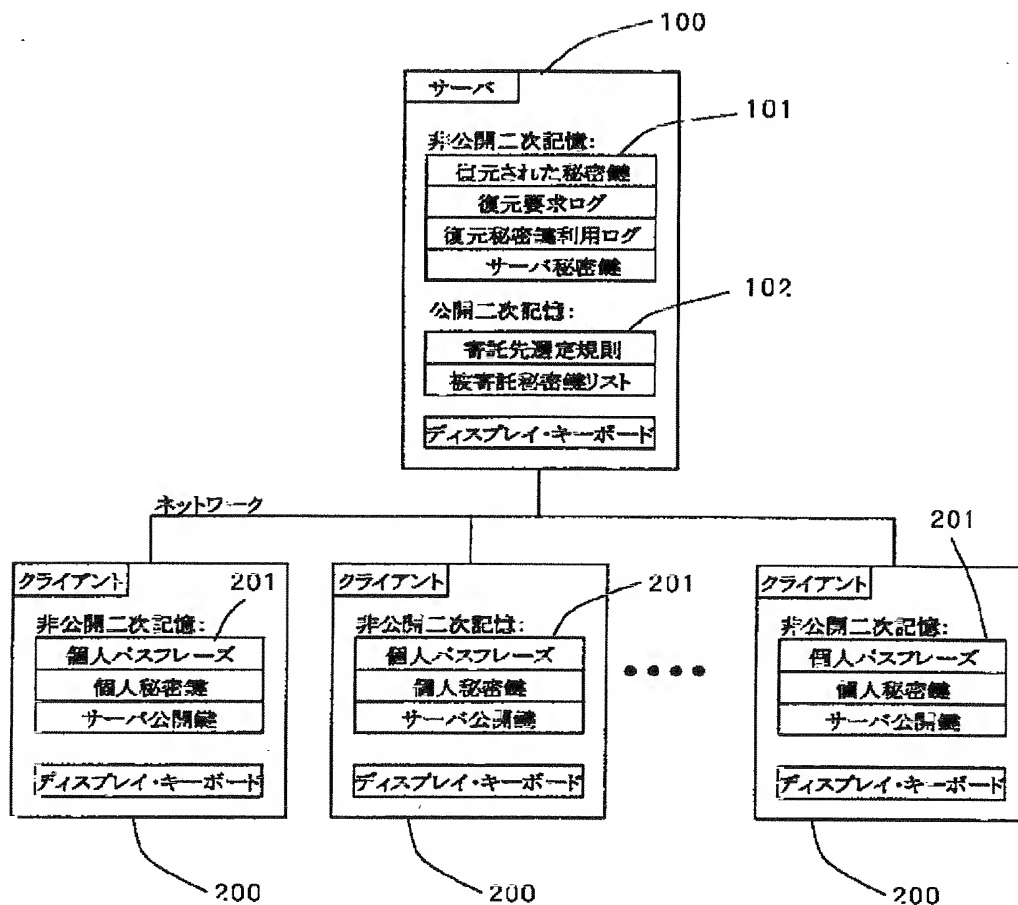 100
サーバ
101
非公開二次記憶:
復元された秘密鍵
復元要求ログ
復元秘密鍵利用ログ
サーバ秘密鍵
102
公開二次記憶:
寄託先選定規則
被寄託秘密鍵リスト
ディスプレイ・キーボード
ネットワーク
201
クライアント
201
クライアント
201
クライアント
非公開二次記憶:
個人パスフレーズ
個人秘密鍵
サーバ公開鍵
ディスプレイ・キーボード
非公開二次記憶:
個人パスフレーズ
個人秘密鍵
サーバ公開鍵
ディスプレイ・キーボード
非公開二次記憶:
個人パスフレーズ
個人秘密鍵
サーバ公開鍵
ディスプレイ・キーボード
200
200
200